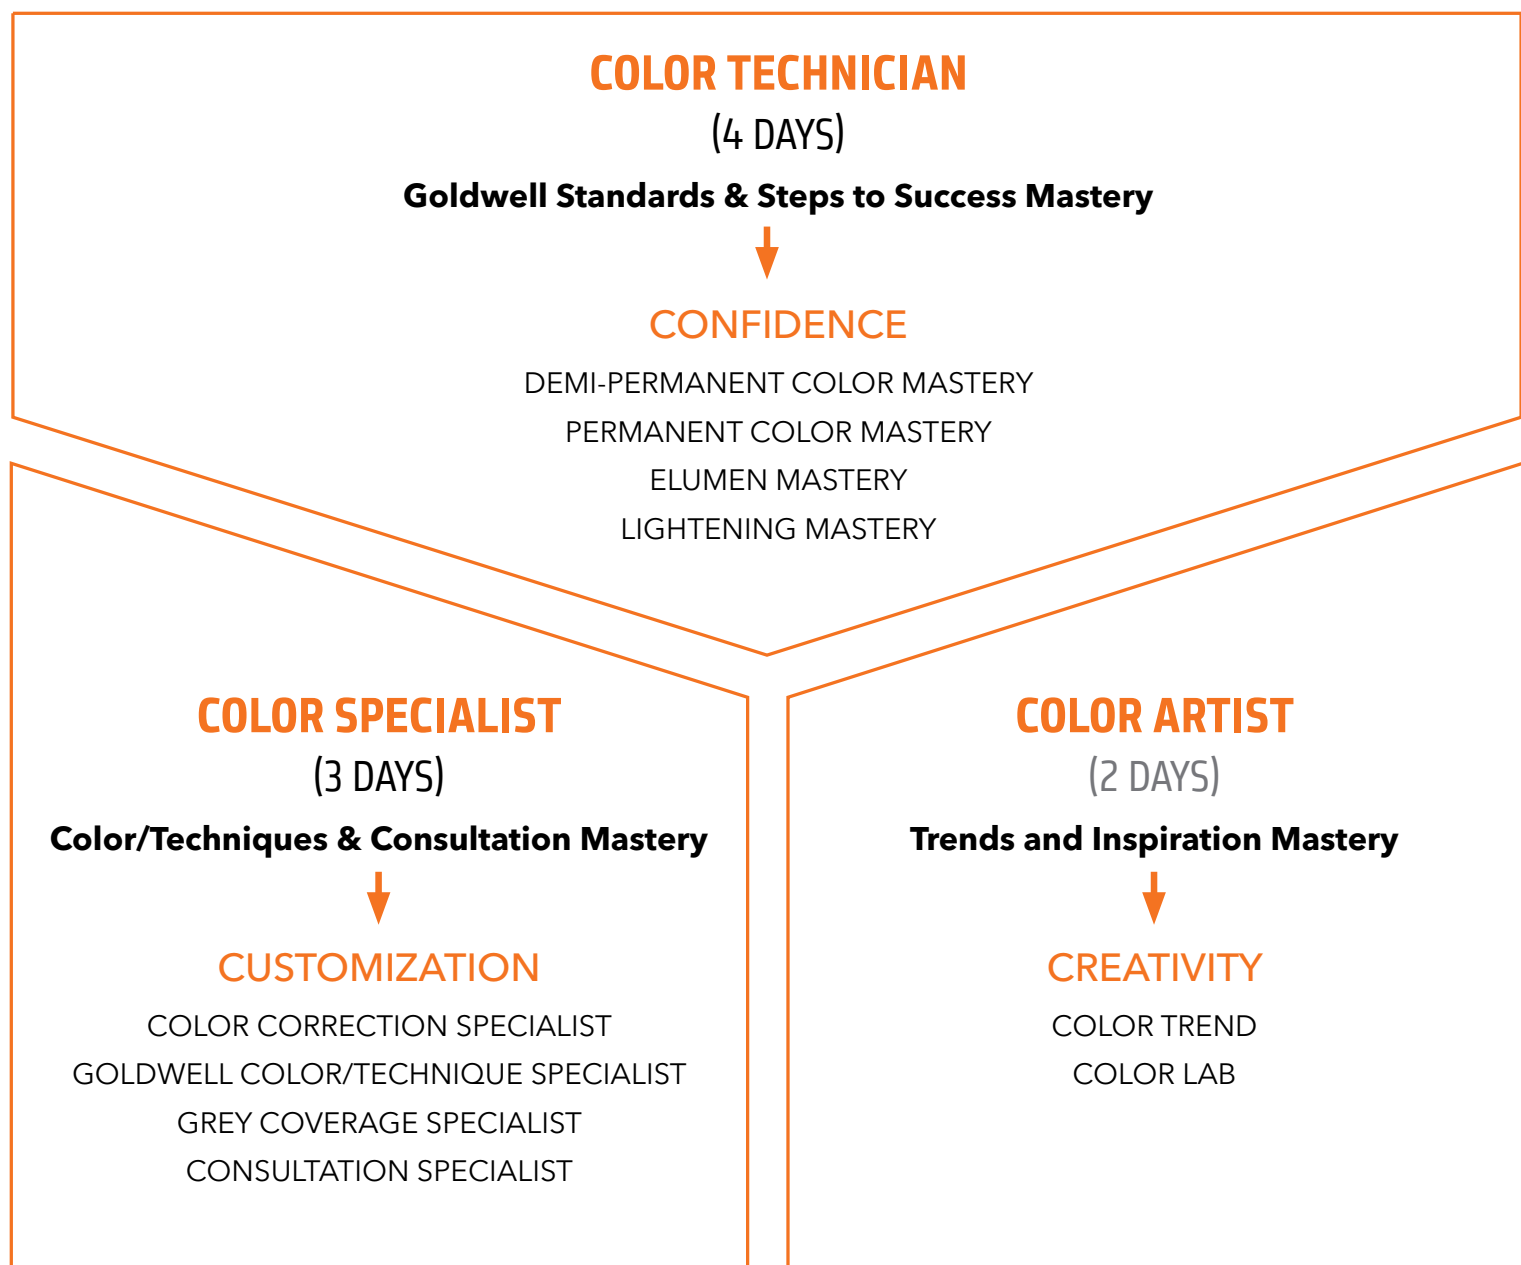 COLOR TECHNICIAN
(4 DAYS)
Goldwell Standards & Steps to Success Mastery
CONFIDENCE
DEMI-PERMANENT COLOR MASTERY
PERMANENT COLOR MASTERY
ELUMEN MASTERY
LIGHTENING MASTERY
COLOR SPECIALIST
(3 DAYS)
Color/Techniques & Consultation Mastery
CUSTOMIZATION
COLOR CORRECTION SPECIALIST
GOLDWELL COLOR/TECHNIQUE SPECIALIST
GREY COVERAGE SPECIALIST
CONSULTATION SPECIALIST
COLOR ARTIST
(2 DAYS)
Trends and Inspiration Mastery
CREATIVITY
COLOR TREND
COLOR LAB